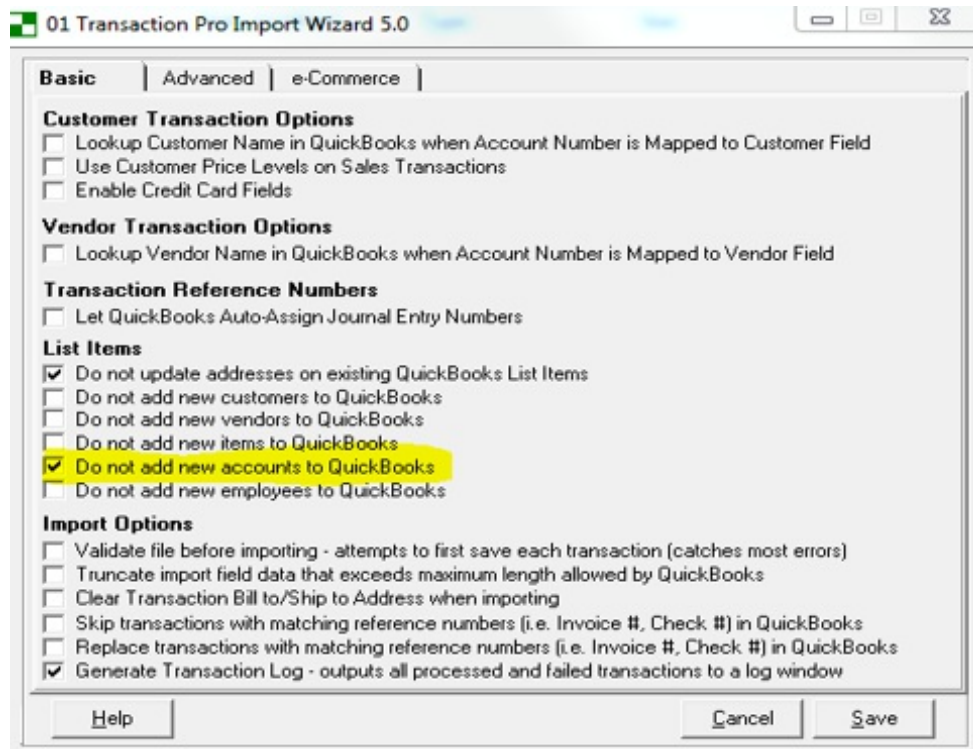 01 Transaction Pro Import Wizard 5.0
Basic Advanced e-Commerce
Customer Transaction Options
Lookup Customer Name in QuickBooks when Account Number is Mapped to Customer Field
Use Customer Price Levels on Sales Transactions
Enable Credit Card Fields
Vendor Transaction Options
Lookup Vendor Name in QuickBooks when Account Number is Mapped to Vendor Field
Transaction Reference Numbers
Let QuickBooks Auto-Assign Journal Entry Numbers
List Items
Do not update addresses on existing QuickBooks List Items
Do not add new customers to QuickBooks
Do not add new vendors to QuickBooks
Do not add new items to QuickBooks
Do not add new accounts to QuickBooks
Do not add new employees to QuickBooks
Import Options
Validate file before importing - attempts to first save each transaction (catches most errors)
Truncate import field data that exceeds maximum length allowed by QuickBooks
Clear Transaction Bill to/Ship to Address when importing
Skip transactions with matching reference numbers (i.e. Invoice #, Check #) in QuickBooks
Replace transactions with matching reference numbers (i.e. Invoice #, Check #) in QuickBooks
Generate Transaction Log - outputs all processed and failed transactions to a log window
Help Cancel Save